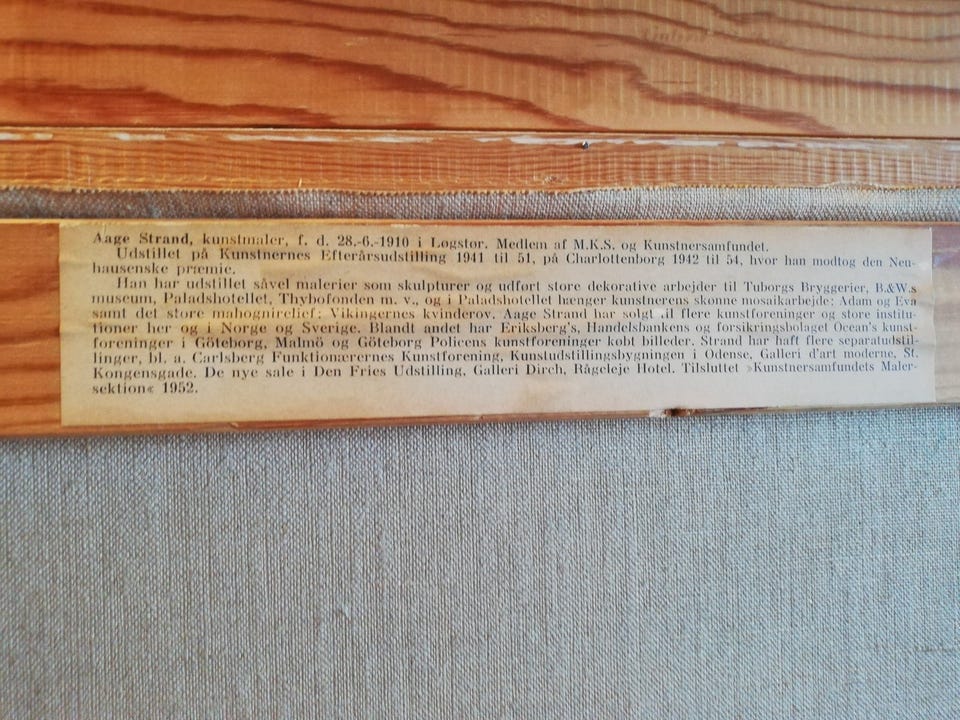 Aage Strand, kunstmaler, f. d. 28.-6.-1910 i Løgstør. Medlem af M.K.S. og Kunstnersamfundet.
Udstillet på Kunstnernes Efterårsudstilling 1941 til 51, på Charlottenborg 1942 til 54, hvor han modtog den Neu-
hausenske præmie.
Han har udstillet såvel malerier som skulpturer og udført store dekorative arbejder til Tuborgs Bryggerier, B.&W.s
museum, Paladshotellet, Thybofonden m. v., og i Paladshotellet hænger kunstnerens skønne mosaikarbejde: Adam og Eva
samt det store mahognirelief: Vikingernes kvinderov. Aage Strand har solgt til flere kunstforeninger og store institu-
tioner her og i Norge og Sverige. Blandt andet har Eriksberg's, Handelsbankens og forsikringsbolaget Ocean's kunst-
foreninger i Göteborg, Malmö og Göteborg Policens kunstforeninger købt billeder. Strand har haft flere separatudstil-
linger, bl. a. Carlsberg Funktionærernes Kunstforening, Kunstudstillingsbygningen i Odense, Galleri d'art moderne, St.
Kongensgade. De nye sale i Den Fries Udstilling, Galleri Dirch, Rågeleje Hotel. Tilsluttet »Kunstnersamfundets Maler-
sektion« 1952.